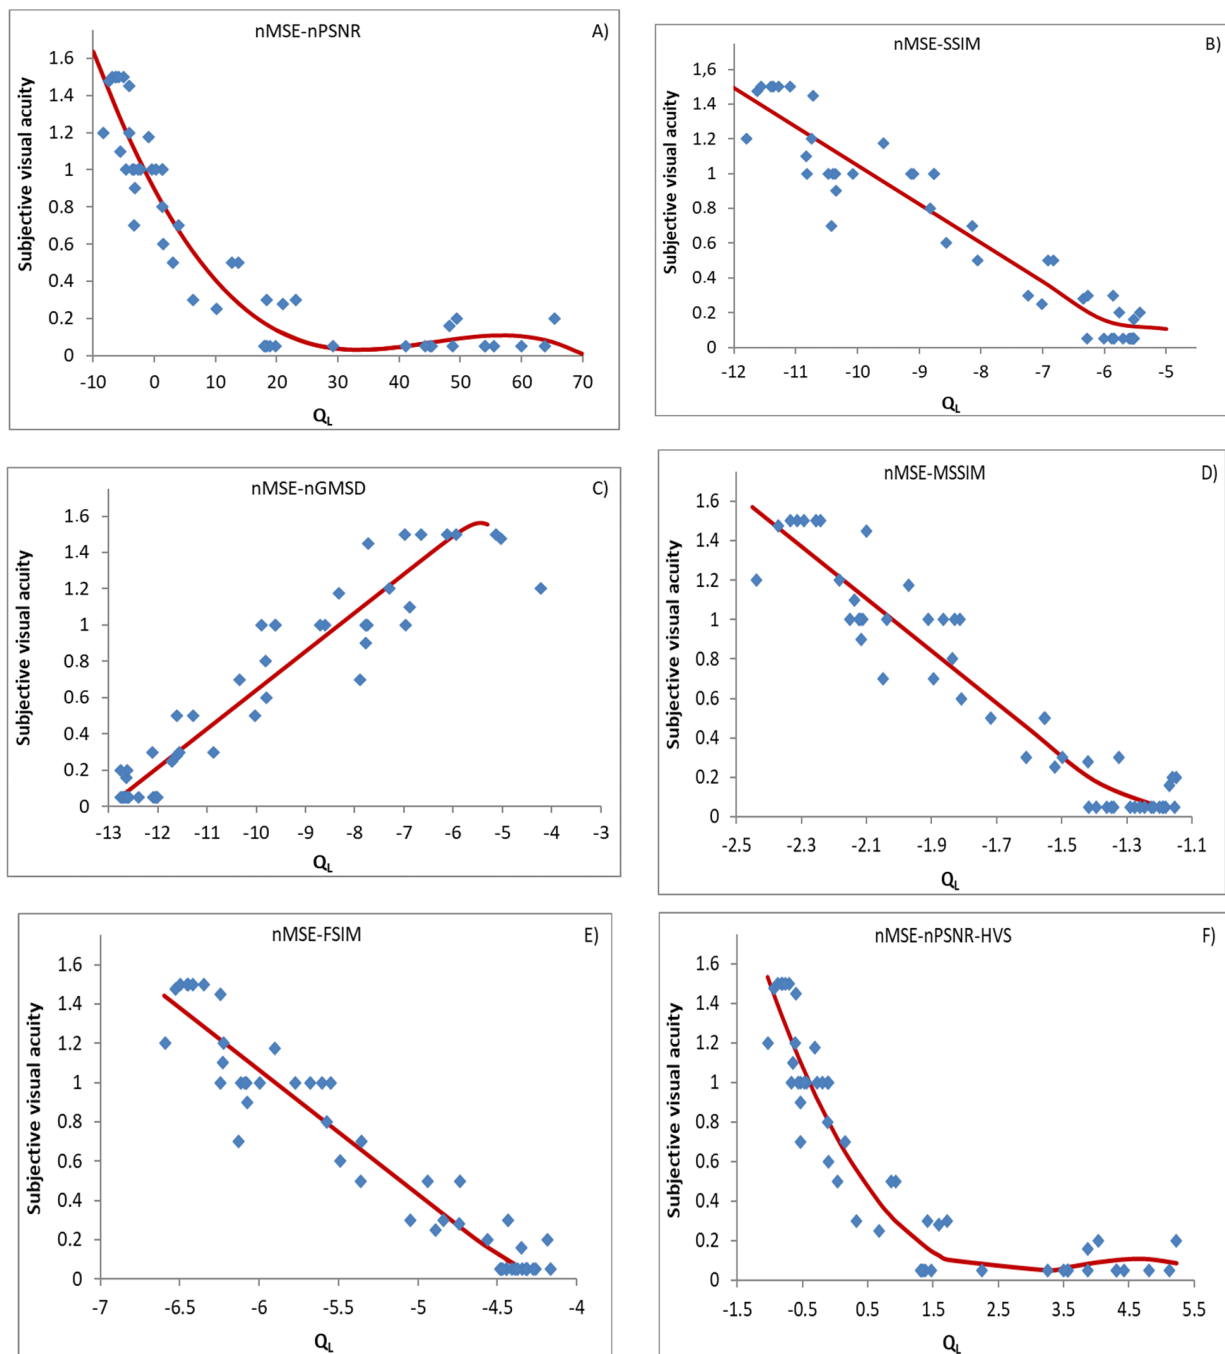 nMSE-nPSNR
A)
Subjective visual acuity
1.6
1.4
1.2
1
0.8
0.6
0.4
0.2
0
-10 0 10 20 30 40 50 60 70
QL
nMSE-SSIM
B)
Subjective visual acuity
1.6
1.4
1.2
1
0.8
0.6
0.4
0.2
0
-12 -11 -10 -9 -8 -7 -6 -5
QL
nMSE-nGMSD
C)
Subjective visual acuity
1.6
1.4
1.2
1
0.8
0.6
0.4
0.2
0
-13 -12 -11 -10 -9 -8 -7 -6 -5 -4 -3
QL
nMSE-MSSIM
D)
Subjective visual acuity
1.6
1.4
1.2
1
0.8
0.6
0.4
0.2
0
-2.5 -2.3 -2.1 -1.9 -1.7 -1.5 -1.3 -1.1
QL
nMSE-FSIM
E)
Subjective visual acuity
1.6
1.4
1.2
1
0.8
0.6
0.4
0.2
0
-7 -6.5 -6 -5.5 -5 -4.5 -4
QL
nMSE-nPSNR-HVS
F)
Subjective visual acuity
1.6
1.4
1.2
1
0.8
0.6
0.4
0.2
0
-1.5 -0.5 0.5 1.5 2.5 3.5 4.5 5.5
QL